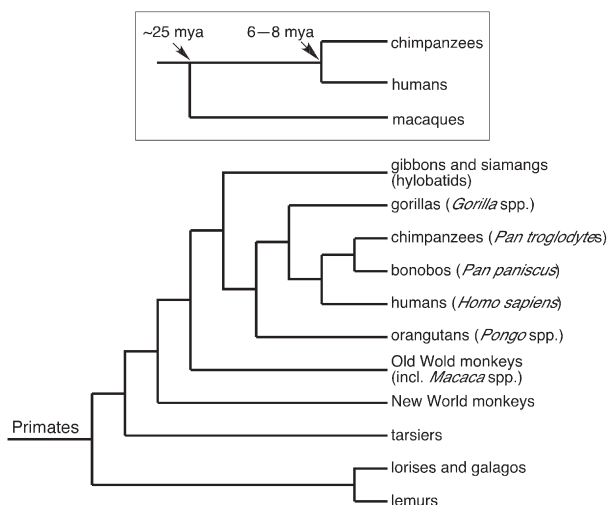 ~25 mya
6—8 mya
chimpanzees
humans
macaques
gibbons and siamangs
(hylobatids)
gorillas (Gorilla spp.)
chimpanzees (Pan troglodytes)
bonobos (Pan paniscus)
humans (Homo sapiens)
orangutans (Pongo spp.)
Old Wold monkeys
(incl. Macaca spp.)
New World monkeys
Primates
tarsiers
lorises and galagos
lemurs